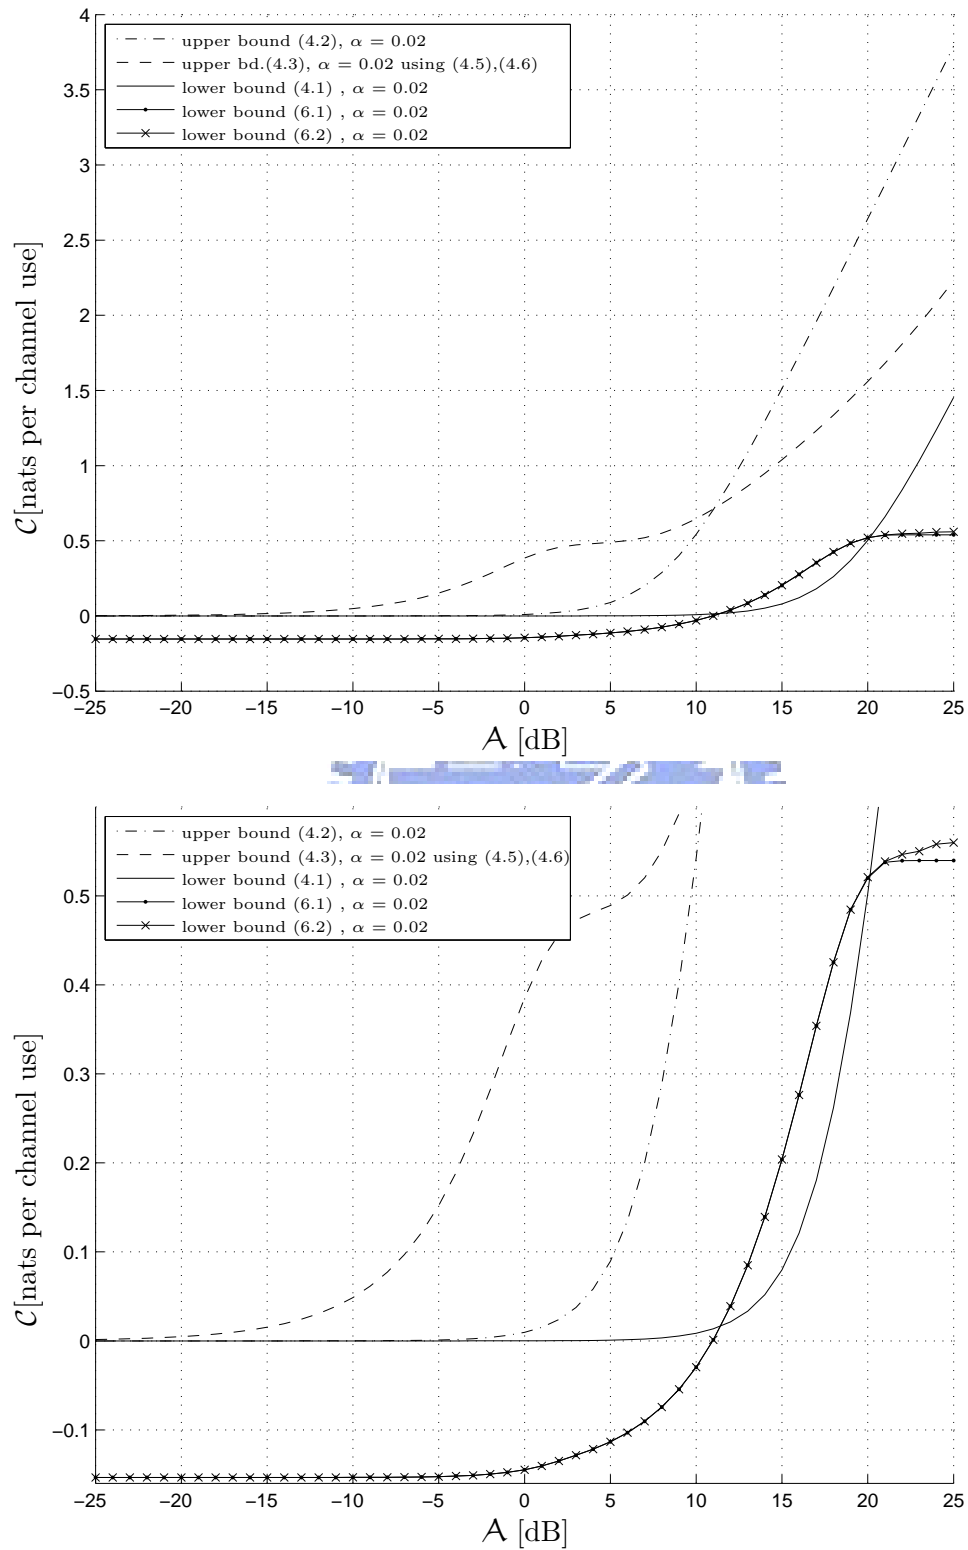 4
upper bound (4.2), α = 0.02
upper bd.(4.3), α = 0.02 using (4.5),(4.6)
lower bound (4.1) , α = 0.02
lower bound (6.1) , α = 0.02
lower bound (6.2) , α = 0.02
3.5
3
2.5
2
1.5
1
0.5
0
−0.5
C[nats per channel use]
−25 −20 −15 −10 −5 0 5 10 15 20 25
A [dB]
upper bound (4.2), α = 0.02
upper bound (4.3), α = 0.02 using (4.5),(4.6)
lower bound (4.1) , α = 0.02
lower bound (6.1) , α = 0.02
lower bound (6.2) , α = 0.02
0.5
0.4
0.3
0.2
0.1
0
−0.1
C[nats per channel use]
−25 −20 −15 −10 −5 0 5 10 15 20 25
A [dB]